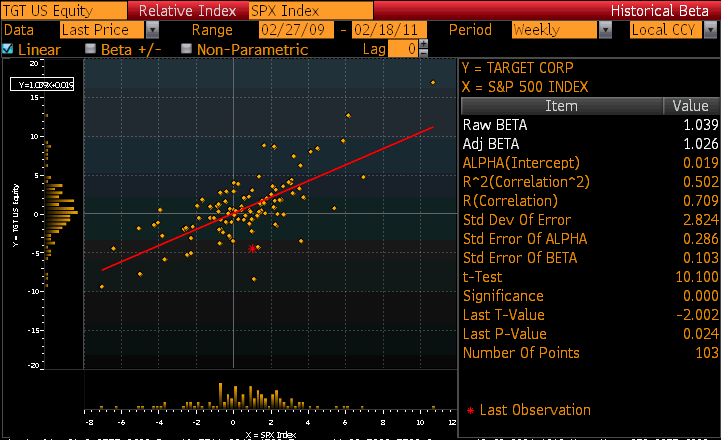 TGT US Equity Relative Index SPX Index Historical Beta
Data Last Price Range 02/27/09 - 02/18/11 Period Weekly Local CCY
Linear Beta +/- Non-Parametric Lag 0
Y = TARGET CORP
X = S&P 500 INDEX
Item Value
Raw BETA 1.039
Adj BETA 1.026
ALPHA(Intercept) 0.019
R^2(Correlation^2) 0.502
R(Correlation) 0.709
Std Dev Of Error 2.824
Std Error Of ALPHA 0.286
Std Error Of BETA 0.103
t-Test 10.100
Significance 0.000
Last T-Value -2.002
Last P-Value 0.024
Number Of Points 103
* Last Observation
Y=1.039X+0.019
20
15
10
5
0
-5
-10
-15
-20
Y = TGT US Equity
-8 -6 -4 -2 0 2 4 6 8 10 12
X = SPX Index